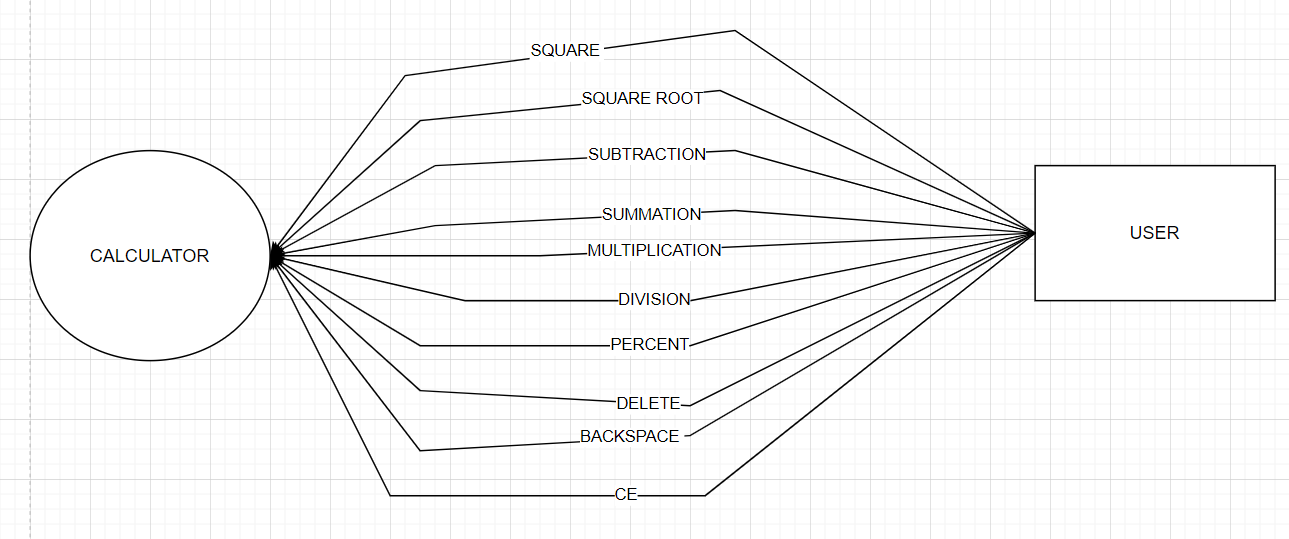 SQUARE
SQUARE ROOT
SUBTRACTION
SUMMATION
MULTIPLICATION
DIVISION
PERCENT
DELETE
BACKSPACE
CE
CALCULATOR
USER